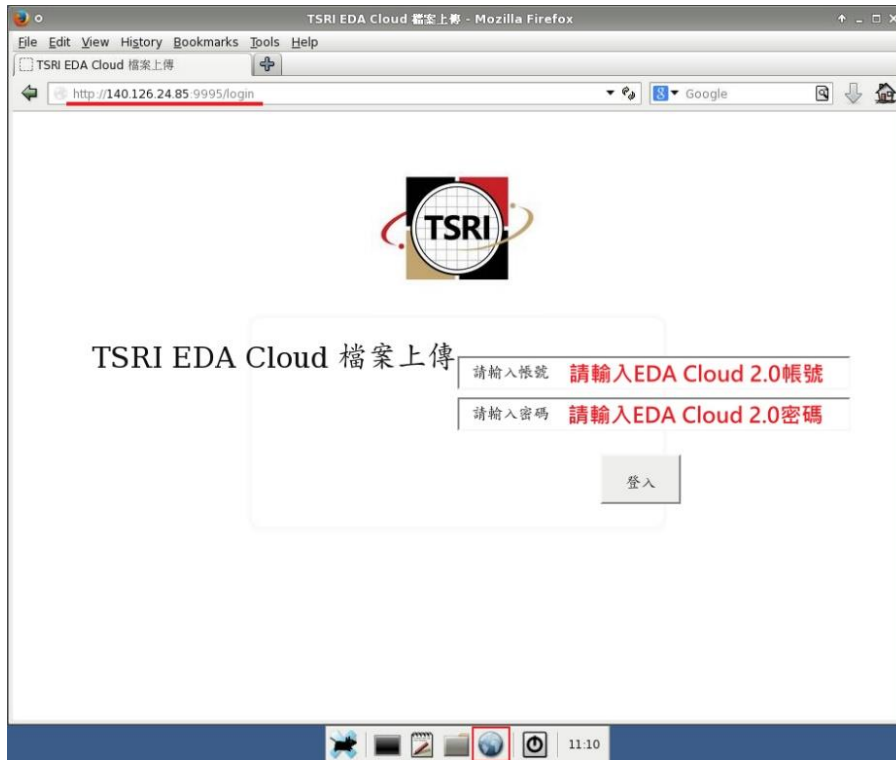 TSRI EDA Cloud 檔案上傳 - Mozilla Firefox
File Edit View History Bookmarks Tools Help
TSRI EDA Cloud 檔案上傳
http://140.126.24.85:9995/login
Google
TSRI
TSRI EDA Cloud 檔案上傳
請輸入帳號 請輸入EDA Cloud 2.0帳號
請輸入密碼 請輸入EDA Cloud 2.0密碼
登入
11:10